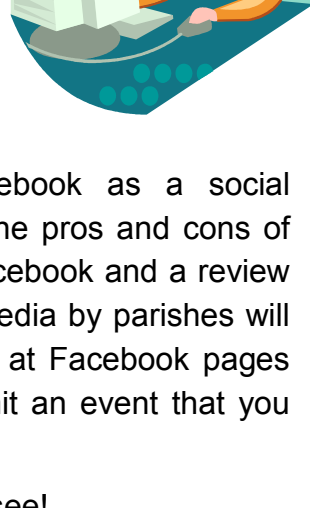 ebook as a social
he pros and cons of
cebook and a review
edia by parishes will
at Facebook pages
it an event that you
see!